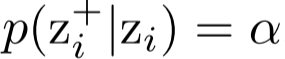 p(z_i^+|z_i) = α